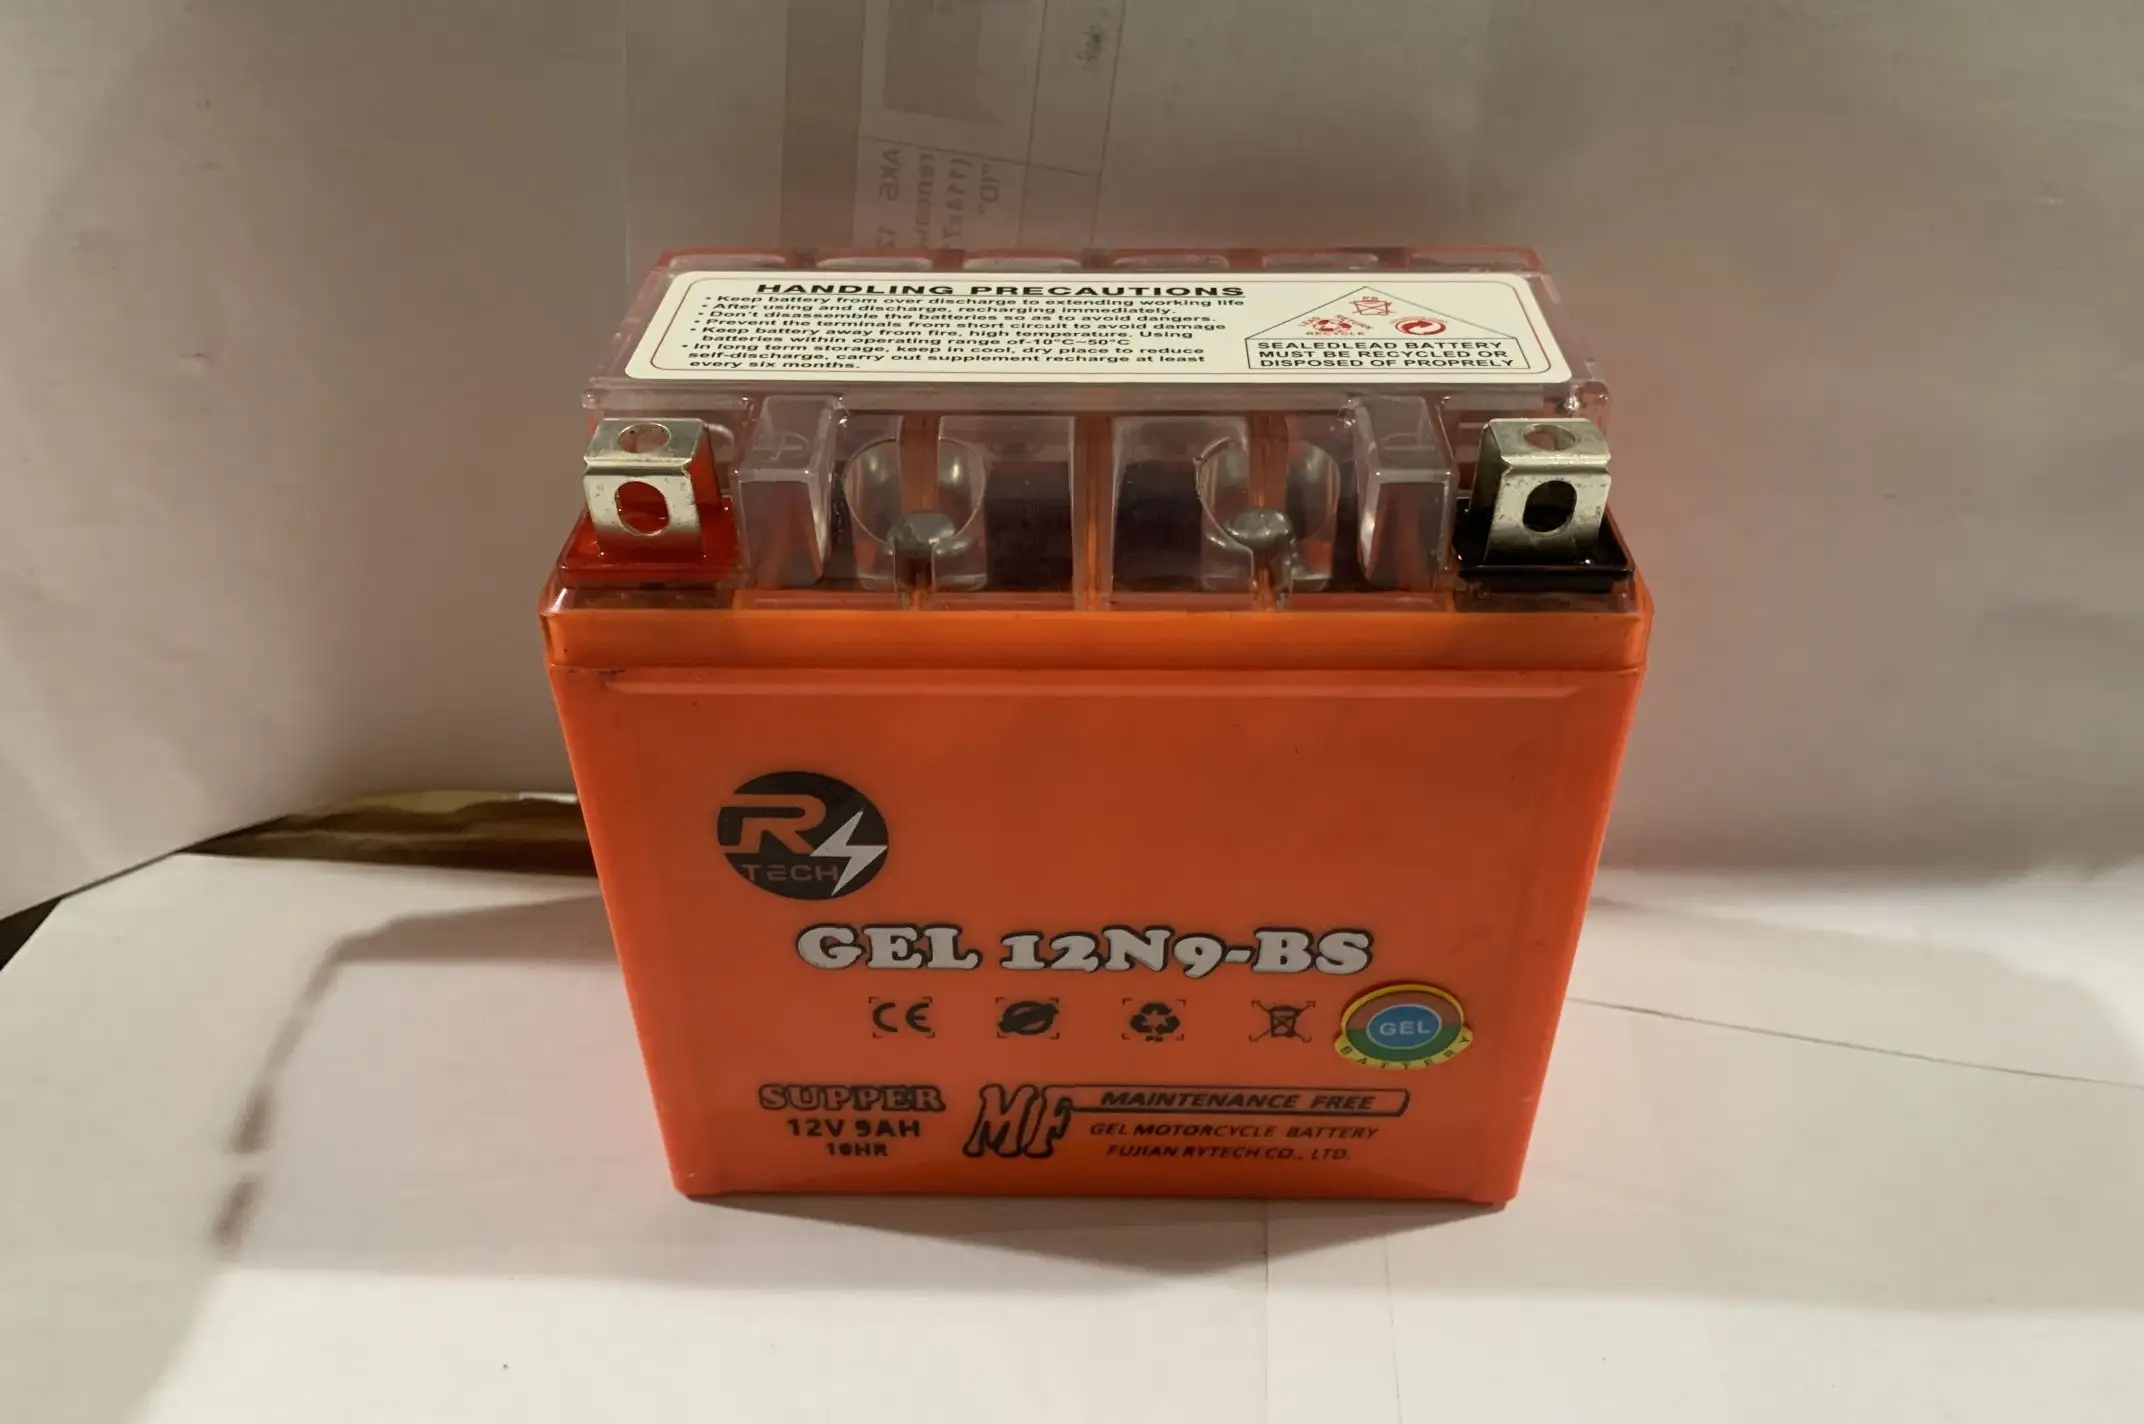 HANDLING PRECAUTIONS
• Keep battery from over discharge to extending working life
• After using and discharge, recharging immediately.
• Don't disassemble the batteries so as to avoid dangers.
• Prevent the terminals from short circuit to avoid damage
• Keep battery away from fire, high temperature. Using
batteries within operating range of-10°C~50°C
• In long term storage, keep in cool, dry place to reduce
self-discharge, carry out supplement recharge at least
every six months.
PB
LEAD RETURN
RECYCLE
SEALEDLEAD BATTERY
MUST BE RECYCLED OR
DISPOSED OF PROPRELY
R
TECH
GEL 12N9-BS
CE
GEL
BATTERY
SUPPER
12V 9AH
10HR
MF
MAINTENANCE FREE
GEL MOTORCYCLE BATTERY
FUJIAN RYTECH CO., LTD.